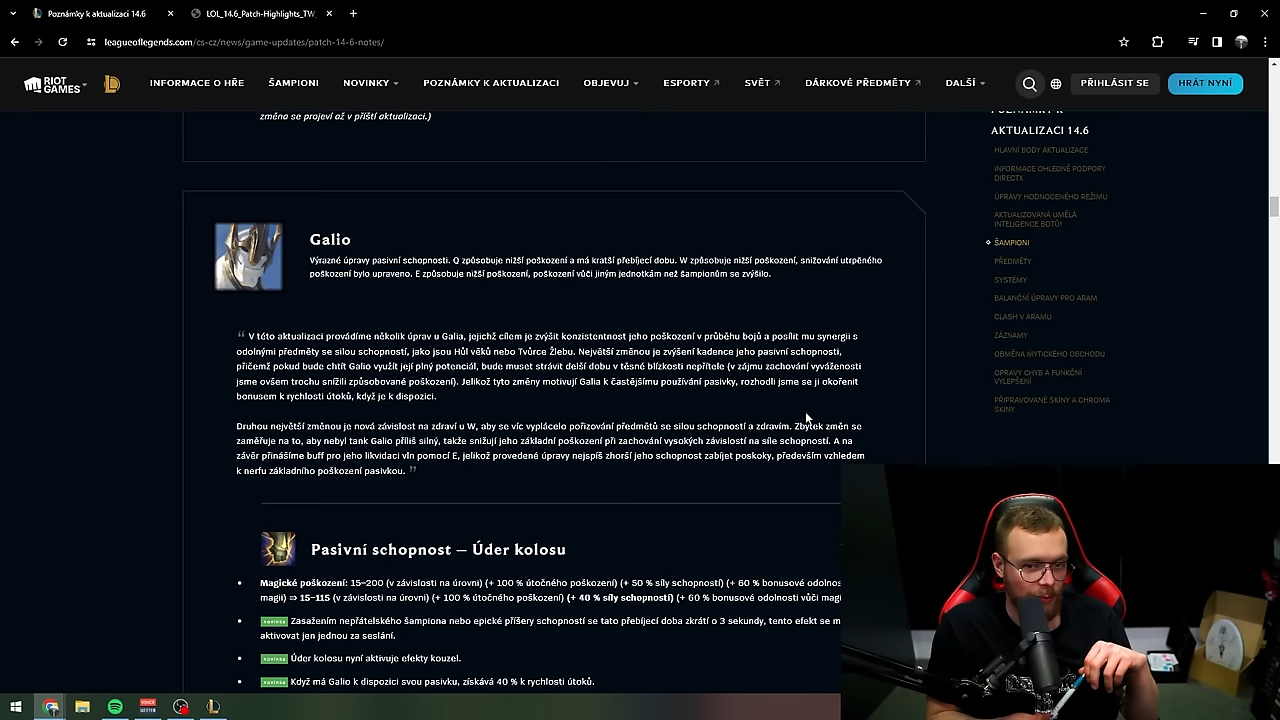 Poznámky k aktualizaci 14.6
LOL_14.6_Patch-Highlights_TW_
leagueoflegends.com/cs-cz/news/game-updates/patch-14-6-notes/
RIOT GAMES
INFORMACE O HŘE
ŠAMPIONI
NOVINKY
POZNÁMKY K AKTUALIZACI
OBJEVUJ
ESPORTY
SVĚT
DÁRKOVÉ PŘEDMĚTY
DALŠÍ
PŘIHLÁSIT SE
HRÁT NYNÍ
změna se projeví až v příští aktualizaci.)
Galio
Výrazné úpravy pasivní schopnosti. Q způsobuje nižší poškození a má kratší přebíjecí dobu. W způsobuje nižší poškození, snižování utrpěného
poškození bylo upraveno. E způsobuje nižší poškození, poškození vůči jiným jednotkám než šampionům se zvýšilo.
“ V této aktualizaci provádíme několik úprav u Galia, jejichž cílem je zvýšit konzistentnost jeho poškození v průběhu bojů a posílit mu synergii s
odolnými předměty se silou schopností, jako jsou Hůl věků nebo Tvůrce Žlebu. Největší změnou je zvýšení kadence jeho pasivní schopnosti,
přičemž pokud bude chtít Galio využít její plný potenciál, bude muset strávit delší dobu v těsné blízkosti nepřítele (v zájmu zachování vyváženosti
jsme ovšem trochu snížili způsobované poškození). Jelikož tyto změny motivují Galia k častějšímu používání pasivky, rozhodli jsme se ji okořenit
bonusem k rychlosti útoků, když je k dispozici.
Druhou největší změnou je nová závislost na zdraví u W, aby se víc vyplácelo pořizování předmětů se silou schopností a zdravím. Zbytek změn se
zaměřuje na to, aby nebyl tank Galio příliš silný, takže snižují jeho základní poškození při zachování vysokých závislostí na síle schopností. A na
závěr přinášíme buff pro jeho likvidaci vln pomocí E, jelikož provedené úpravy nejspíš zhorší jeho schopnost zabíjet poskoky, především vzhledem
k nerfu základního poškození pasivkou. ”
Pasivní schopnost – Úder kolosu
Magické poškození: 15–200 (v závislosti na úrovni) (+ 100 % útočného poškození) (+ 50 % síly schopností) (+ 60 % bonusové odolnos
magii) ⇒ 15–115 (v závislosti na úrovni) (+ 100 % útočného poškození) (+ 40 % síly schopností) (+ 60 % bonusové odolnosti vůči magi
novinka Zasažením nepřátelského šampiona nebo epické příšery schopností se tato přebíjecí doba zkrátí o 3 sekundy, tento efekt se m
aktivovat jen jednou za seslání.
novinka Úder kolosu nyní aktivuje efekty kouzel.
novinka Když má Galio k dispozici svou pasivku, získává 40 % k rychlosti útoků.
POZNÁMKY K
AKTUALIZACI 14.6
HLAVNÍ BODY AKTUALIZACE
INFORMACE OHLEDNĚ PODPORY
DIRECTX
ÚPRAVY HODNOCENÉHO REŽIMU
AKTUALIZOVANÁ UMĚLÁ
INTELIGENCE BOTŮ!
ŠAMPIONI
PŘEDMĚTY
SYSTÉMY
BALANČNÍ ÚPRAVY PRO ARAM
CLASH V ARAMU
ZÁZNAMY
OBMĚNA MYTICKÉHO OBCHODU
OPRAVY CHYB A FUNKČNÍ
VYLEPŠENÍ
PŘIPRAVOVANÉ SKINY A CHROMA
SKINY